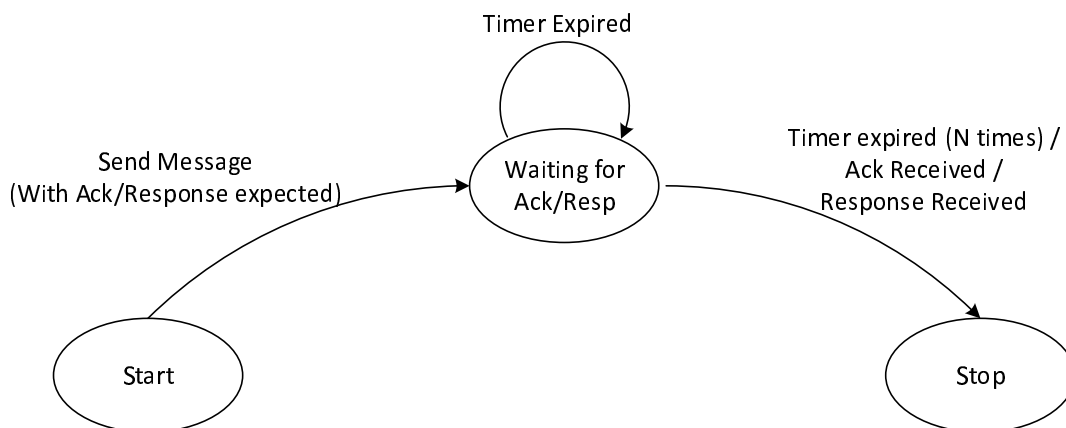 Timer Expired
Send Message
(With Ack/Response expected)
Waiting for
Ack/Resp
Timer expired (N times) /
Ack Received /
Response Received
Start
Stop